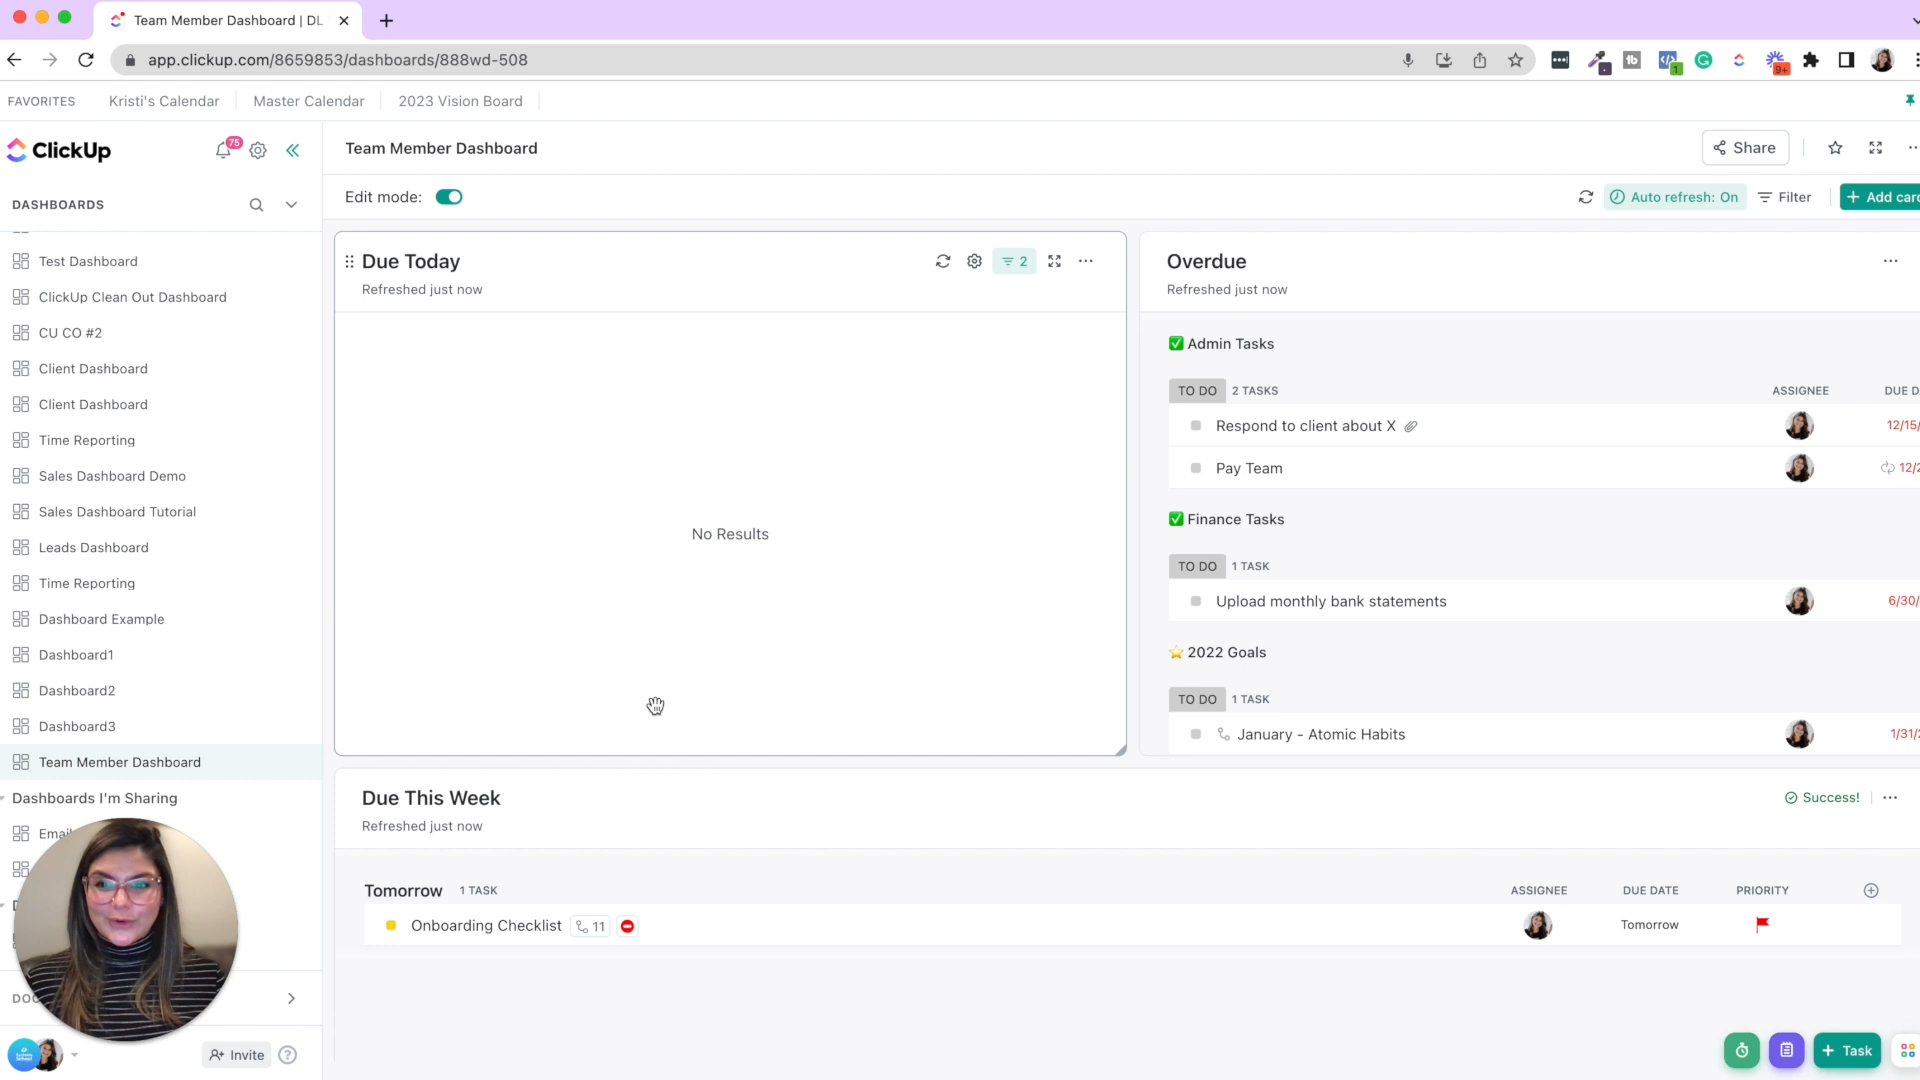 Team Member Dashboard | DL
app.clickup.com/8659853/dashboards/888wd-508
1
9+
FAVORITES
Kristi's Calendar
Master Calendar
2023 Vision Board
ClickUp
75
Team Member Dashboard
Share
DASHBOARDS
Edit mode:
Auto refresh: On
Filter
+ Add card
Test Dashboard
ClickUp Clean Out Dashboard
CU CO #2
Client Dashboard
Client Dashboard
Time Reporting
Sales Dashboard Demo
Sales Dashboard Tutorial
Leads Dashboard
Time Reporting
Dashboard Example
Dashboard1
Dashboard2
Dashboard3
Team Member Dashboard
Dashboards I'm Sharing
Email
DOC
Invite
?
Due Today
2
Refreshed just now
No Results
Overdue
Refreshed just now
✅ Admin Tasks
TO DO 2 TASKS ASSIGNEE DUE D
Respond to client about X 12/15/
Pay Team 12/2
✅ Finance Tasks
TO DO 1 TASK
Upload monthly bank statements 6/30/
⭐ 2022 Goals
TO DO 1 TASK
January - Atomic Habits 1/31/2
Due This Week
Success!
Refreshed just now
Tomorrow 1 TASK ASSIGNEE DUE DATE PRIORITY
Onboarding Checklist 11 Tomorrow
+ Task